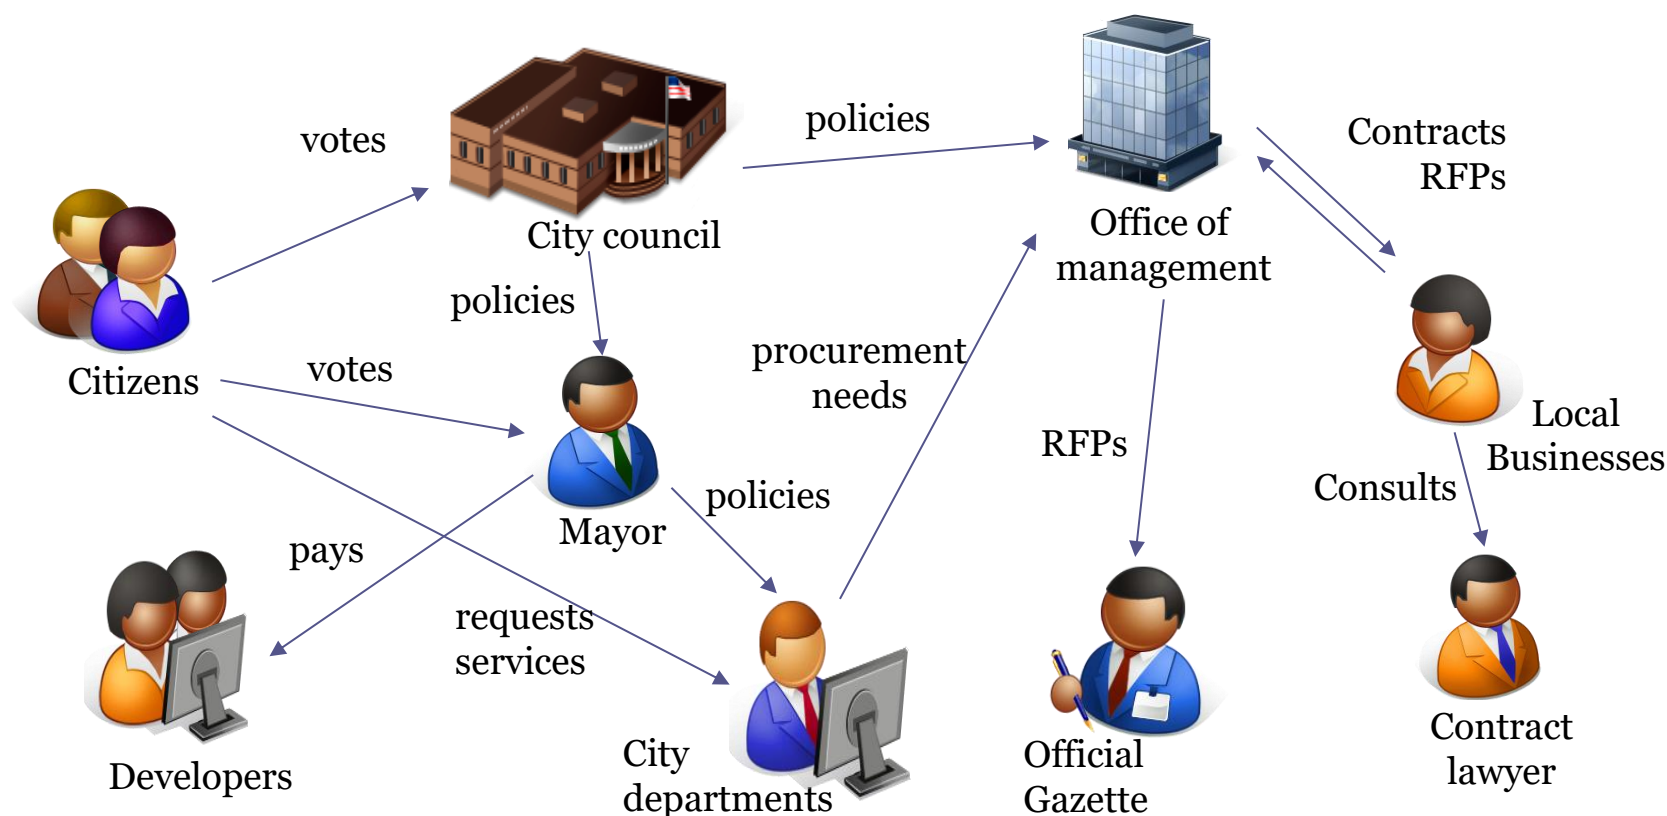 votes
policies
Contracts
RFPs
City council
Office of
management
policies
Citizens
votes
procurement
needs
Local
Businesses
RFPs
Consults
policies
Mayor
pays
requests
services
Developers
City
departments
Official
Gazette
Contract
lawyer